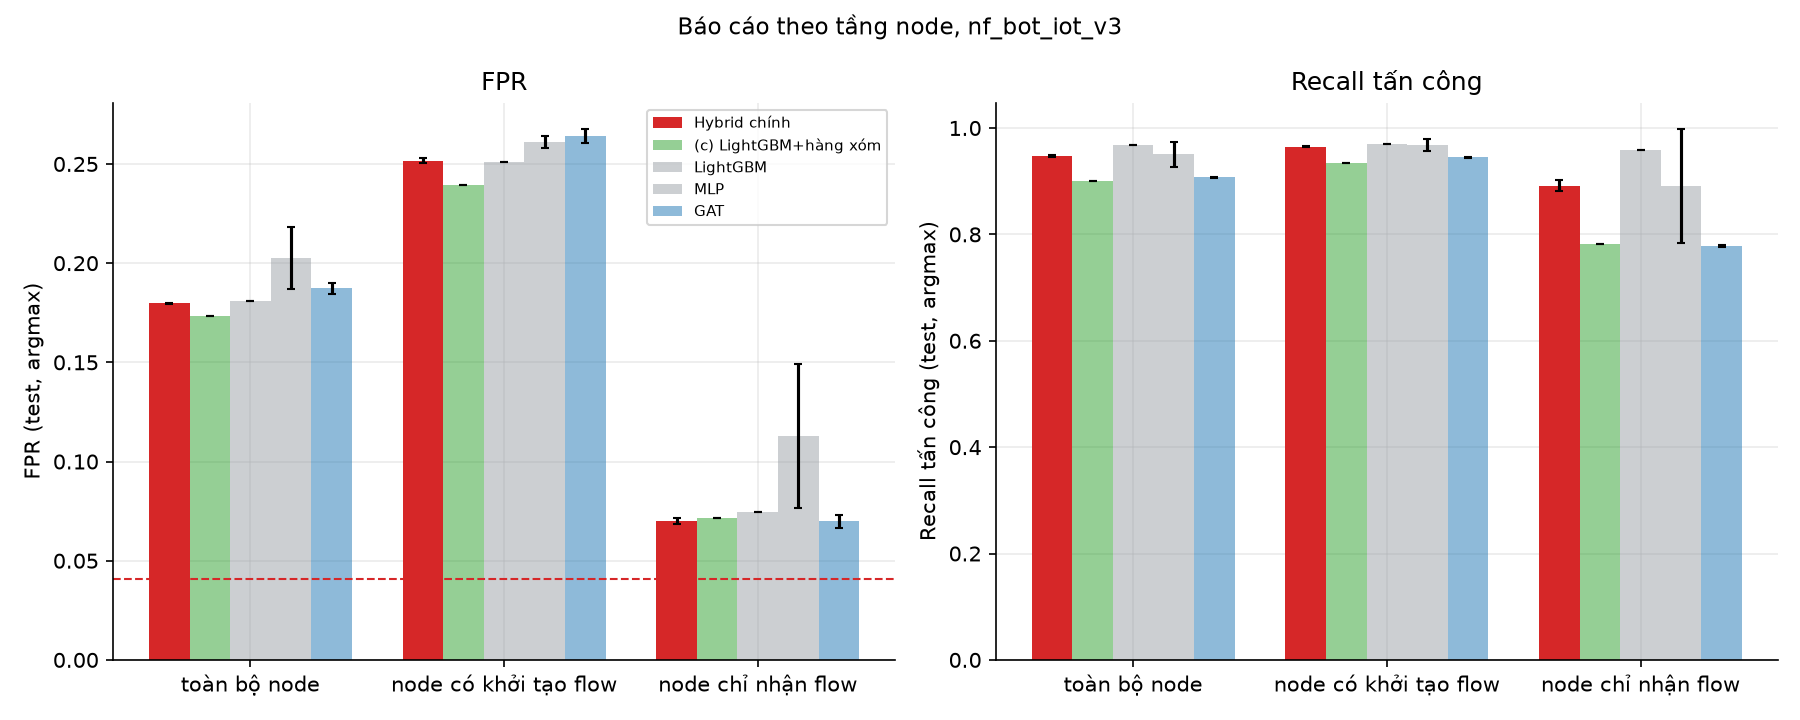 Báo cáo theo tầng node, nf_bot_iot_v3
FPR
FPR (test, argmax)
0.25
0.20
0.15
0.10
0.05
0.00
Hybrid chính
(c) LightGBM+hàng xóm
LightGBM
MLP
GAT
toàn bộ node
node có khởi tạo flow
node chỉ nhận flow
Recall tấn công
Recall tấn công (test, argmax)
1.0
0.8
0.6
0.4
0.2
0.0
toàn bộ node
node có khởi tạo flow
node chỉ nhận flow